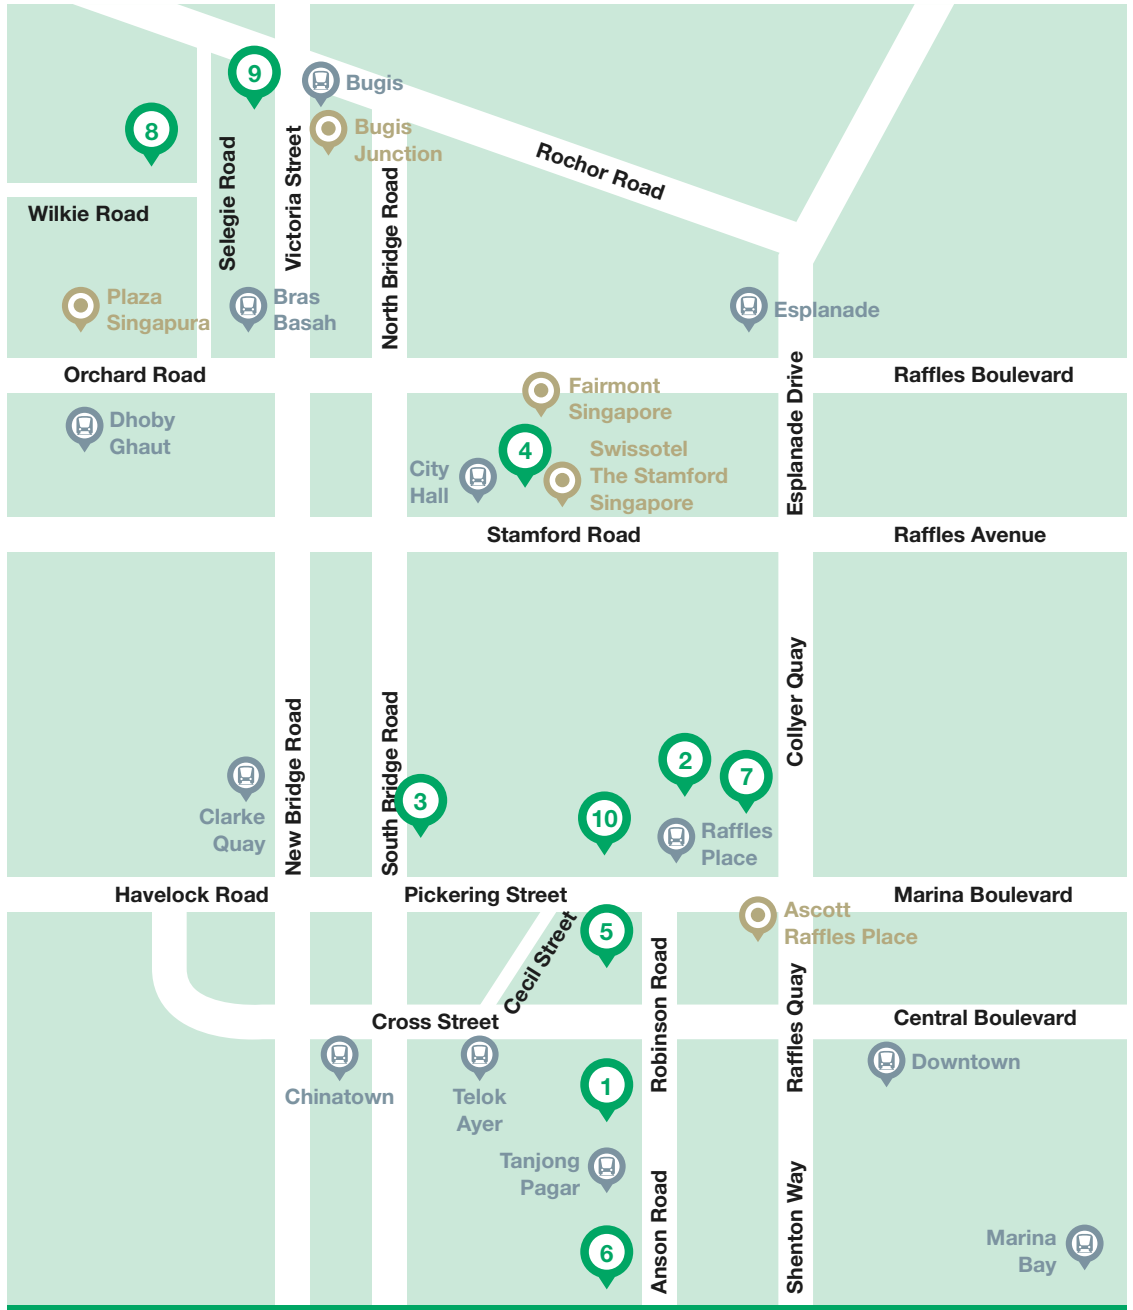 9
Bugis
8
Bugis
Junction
Rochor Road
Wilkie Road
Selegie Road
Victoria Street
North Bridge Road
Plaza
Singapura
Bras
Basah
Esplanade
Orchard Road
Raffles Boulevard
Esplanade Drive
Fairmont
Singapore
Dhoby
Ghaut
4
City
Hall
Swissotel
The Stamford
Singapore
Stamford Road
Raffles Avenue
Collyer Quay
New Bridge Road
South Bridge Road
2
7
Clarke
Quay
3
10
Raffles
Place
Havelock Road
Pickering Street
Marina Boulevard
Ascott
Raffles Place
5
Cecil Street
Robinson Road
Raffles Quay
Cross Street
Central Boulevard
Chinatown
Telok
Ayer
1
Downtown
Tanjong
Pagar
Anson Road
Shenton Way
6
Marina
Bay